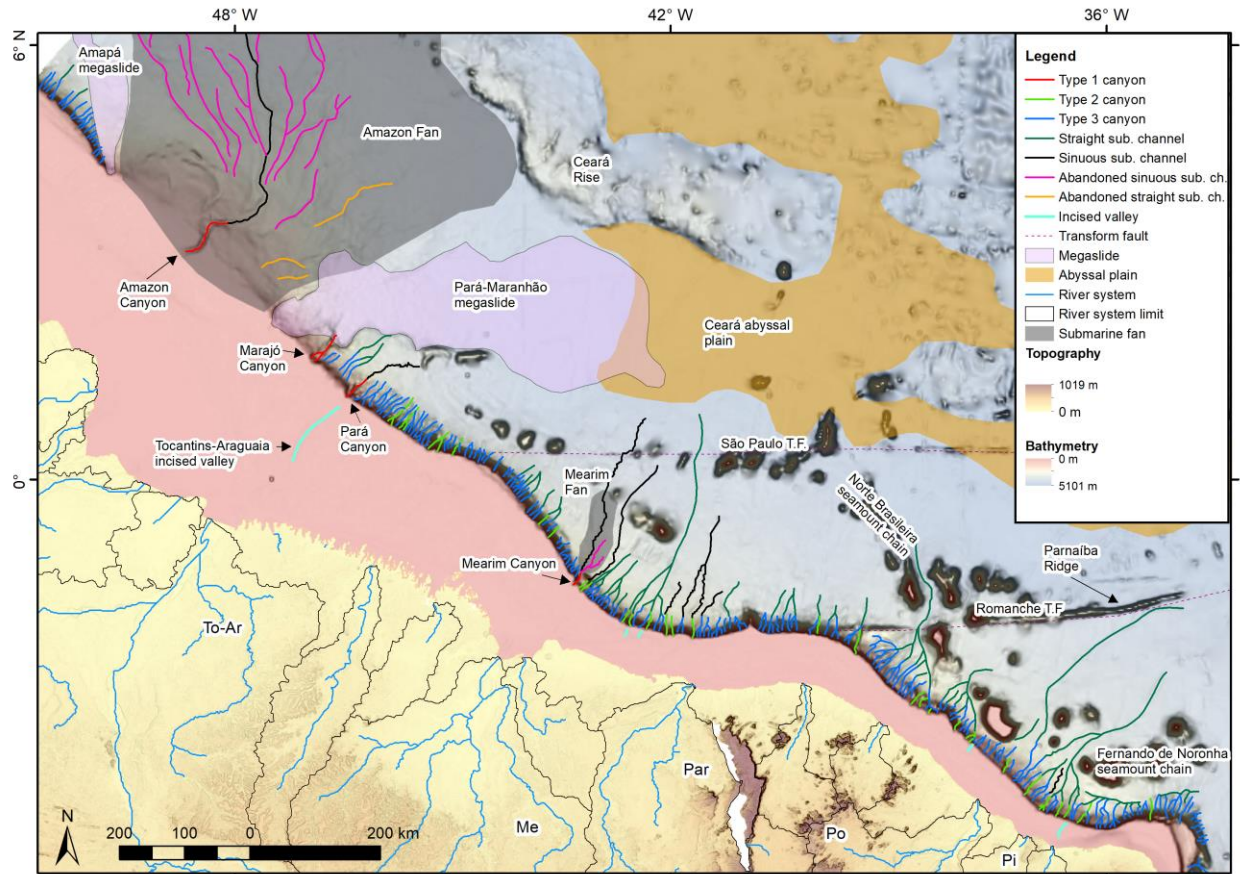 48° W
42° W
36° W
6° N
0°
Amapá
megaslide
Amazon Fan
Ceará
Rise
Amazon
Canyon
Pará-Maranhão
megaslide
Ceará abyssal
plain
Marajó
Canyon
Pará
Canyon
Tocantins-Araguaia
incised valley
São Paulo T.F.
Mearim
Fan
Norte Brasileira
seamount chain
Mearim Canyon
Parnaíba
Ridge
Romanche T.F
To-Ar
Fernando de Noronha
seamount chain
Par
Me
Po
Pi
N
200 100 0 200 km
Legend
Type 1 canyon
Type 2 canyon
Type 3 canyon
Straight sub. channel
Sinuous sub. channel
Abandoned sinuous sub. ch.
Abandoned straight sub. ch.
Incised valley
Transform fault
Megaslide
Abyssal plain
River system
River system limit
Submarine fan
Topography
1019 m
0 m
Bathymetry
0 m
5101 m